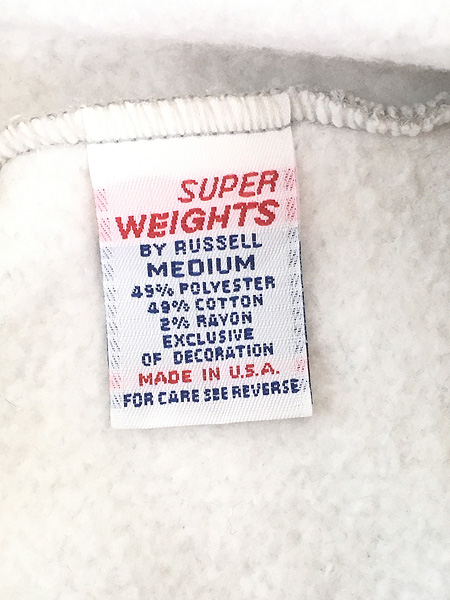 SUPER
WEIGHTS
BY RUSSELL
MEDIUM
49% POLYESTER
49% COTTON
2% RAYON
EXCLUSIVE
OF DECORATION
MADE IN U.S.A.
FOR CARE SEE REVERSE